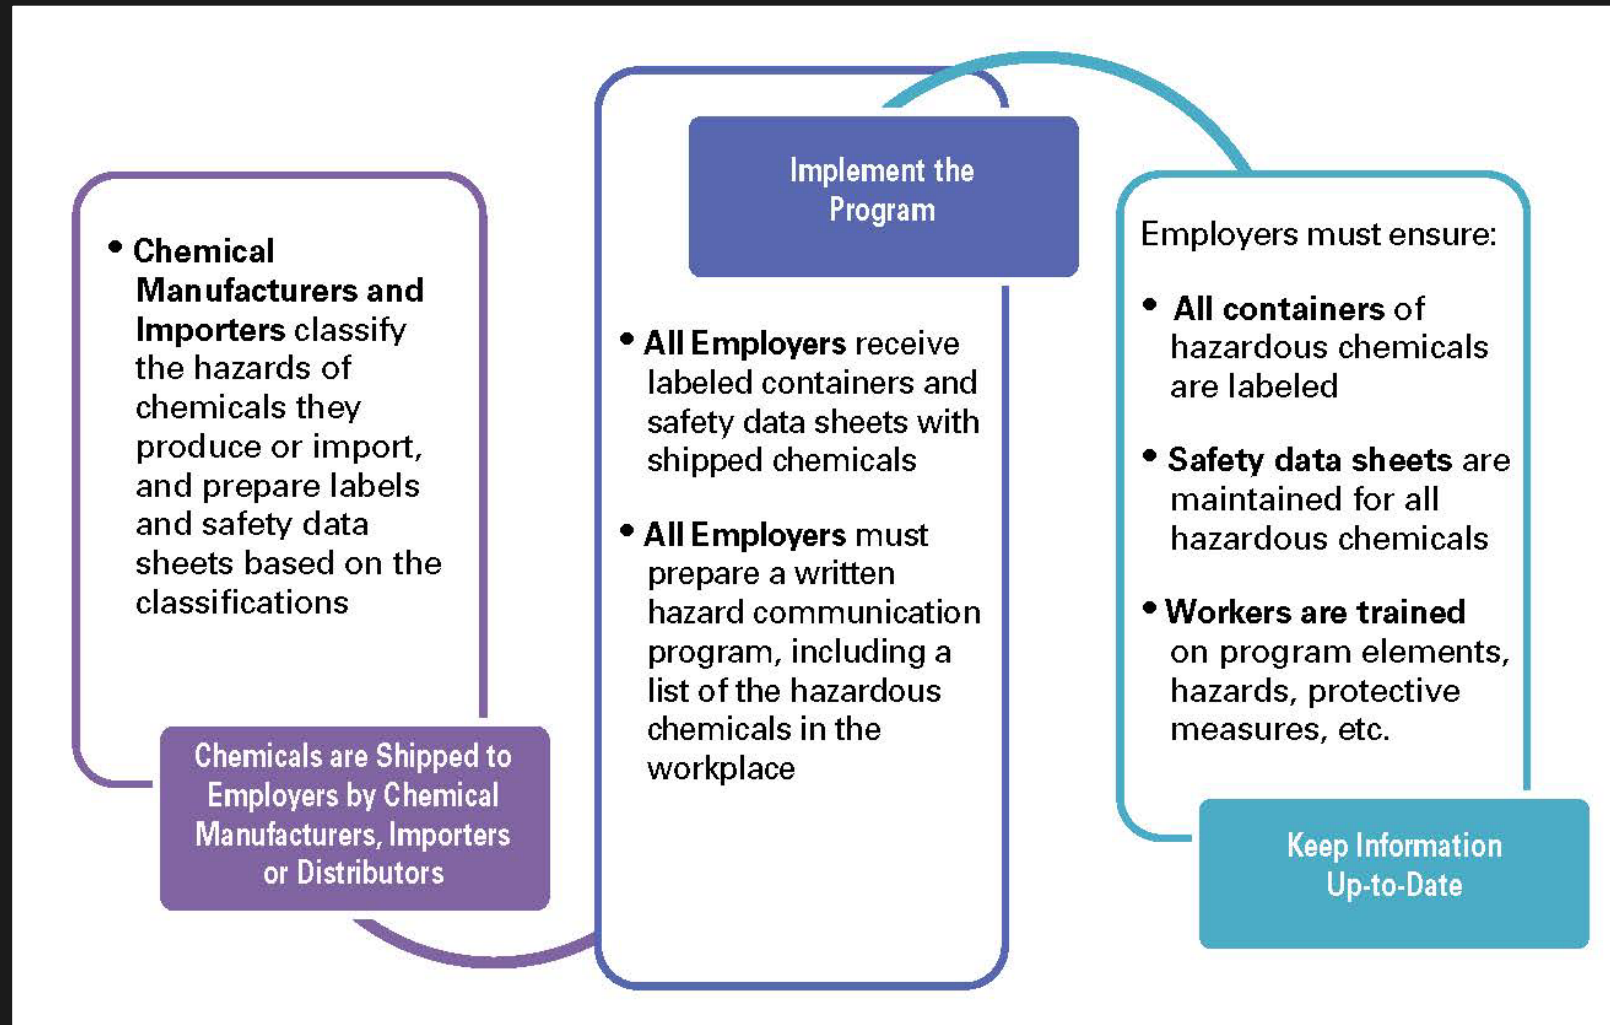 • Chemical
Manufacturers and
Importers classify
the hazards of
chemicals they
produce or import,
and prepare labels
and safety data
sheets based on the
classifications
Chemicals are Shipped to
Employers by Chemical
Manufacturers, Importers
or Distributors
Implement the
Program
• All Employers receive
labeled containers and
safety data sheets with
shipped chemicals
• All Employers must
prepare a written
hazard communication
program, including a
list of the hazardous
chemicals in the
workplace
Employers must ensure:
• All containers of
hazardous chemicals
are labeled
• Safety data sheets are
maintained for all
hazardous chemicals
• Workers are trained
on program elements,
hazards, protective
measures, etc.
Keep Information
Up-to-Date